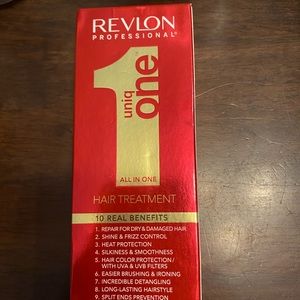 REVLON
PROFESSIONAL®
1
uniq
one
ALL IN ONE
HAIR TREATMENT
10 REAL BENEFITS
1. REPAIR FOR DRY & DAMAGED HAIR
2. SHINE & FRIZZ CONTROL
3. HEAT PROTECTION
4. SILKINESS & SMOOTHNESS
5. HAIR COLOR PROTECTION /
WITH UVA & UVB FILTERS
6. EASIER BRUSHING & IRONING
7. INCREDIBLE DETANGLING
8. LONG-LASTING HAIRSTYLE
9. SPLIT ENDS PREVENTION